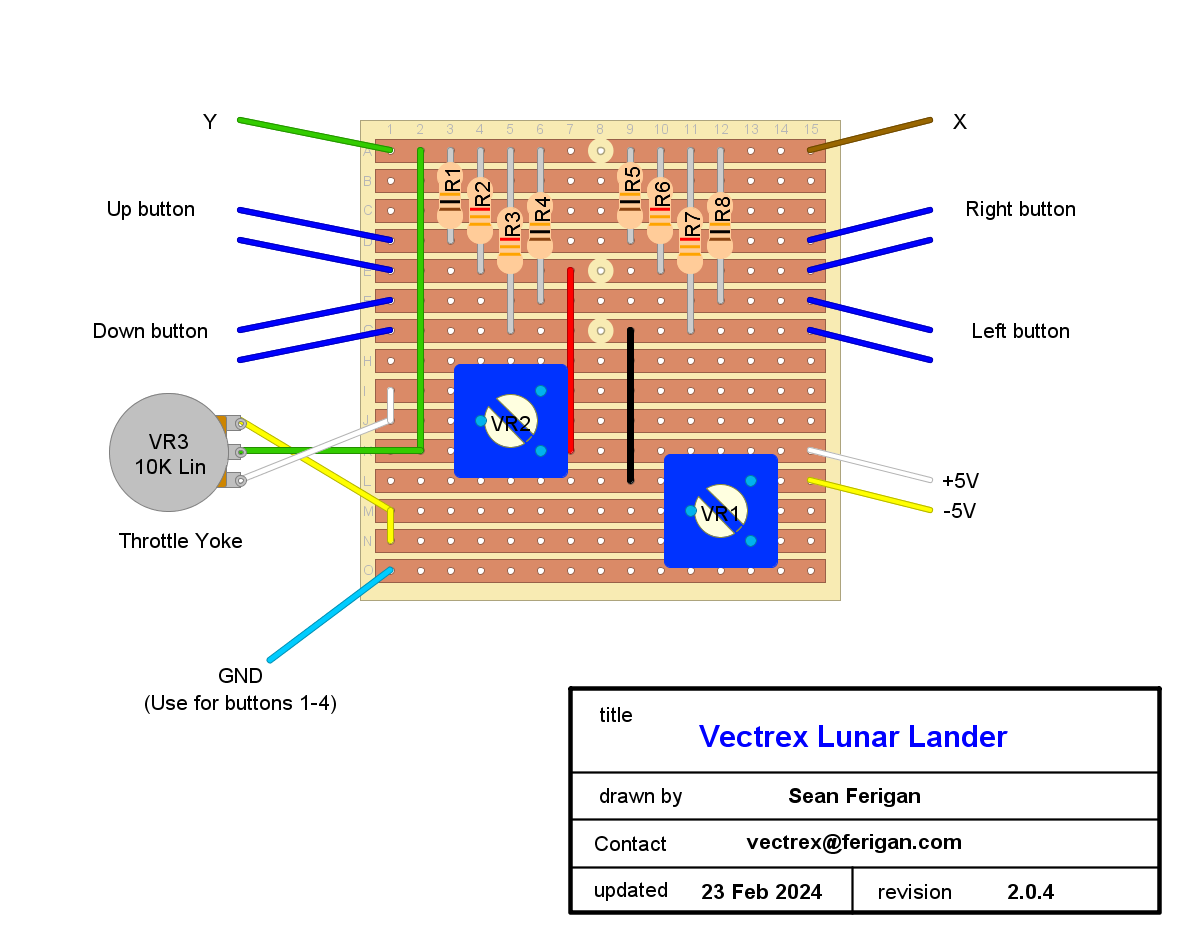 Y
X
1 2 3 4 5 6 7 8 9 10 11 12 13 14 15
A
B
C
D
E
F
G
H
I
J
L
M
N
O
R1
R2
R3
R4
R5
R6
R7
R8
Up button
Right button
Down button
Left button
VR2
VR3
10K Lin
Throttle Yoke
VR1
+5V
-5V
GND
(Use for buttons 1-4)
title
Vectrex Lunar Lander
drawn by Sean Ferigan
Contact vectrex@ferigan.com
updated 23 Feb 2024 revision 2.0.4